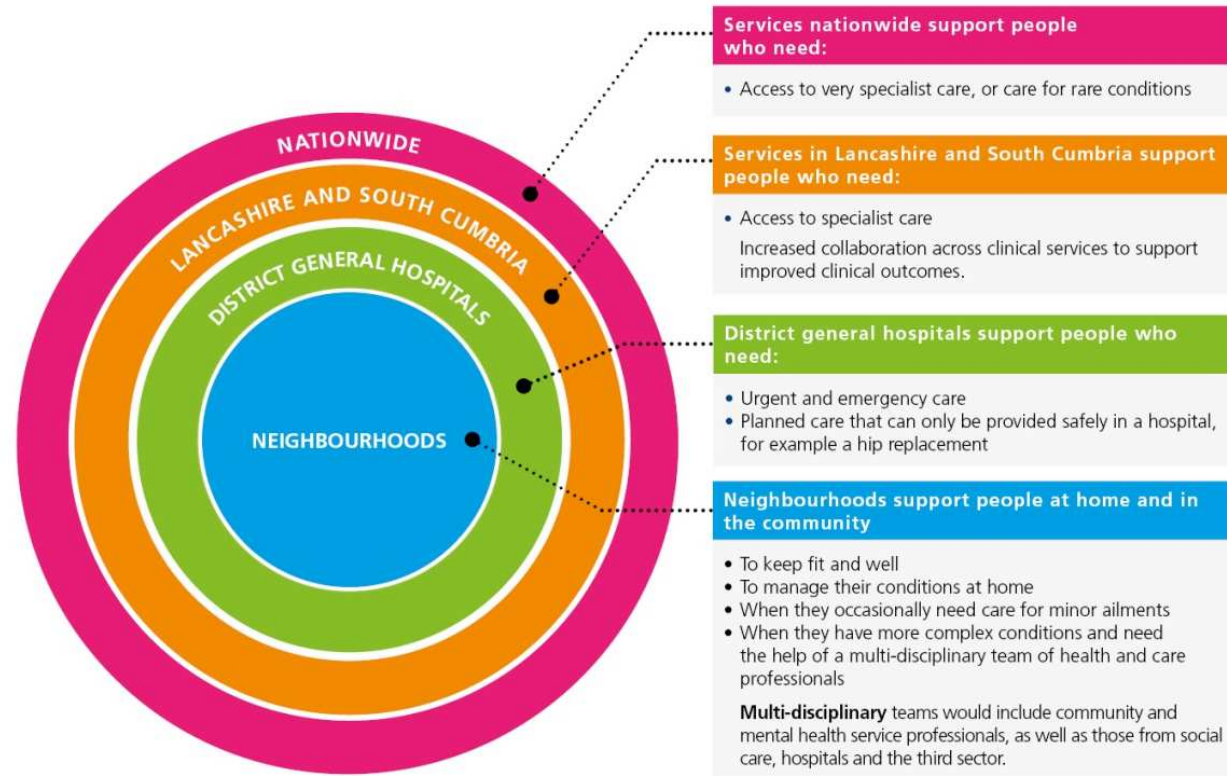 NATIONWIDE
LANCASHIRE AND SOUTH CUMBRIA
DISTRICT GENERAL HOSPITALS
NEIGHBOURHOODS
Services nationwide support people
who need:
• Access to very specialist care, or care for rare conditions
Services in Lancashire and South Cumbria support
people who need:
• Access to specialist care
Increased collaboration across clinical services to support
improved clinical outcomes.
District general hospitals support people who
need:
• Urgent and emergency care
• Planned care that can only be provided safely in a hospital,
for example a hip replacement
Neighbourhoods support people at home and in
the community
• To keep fit and well
• To manage their conditions at home
• When they occasionally need care for minor ailments
• When they have more complex conditions and need
the help of a multi-disciplinary team of health and care
professionals
Multi-disciplinary teams would include community and
mental health service professionals, as well as those from social
care, hospitals and the third sector.